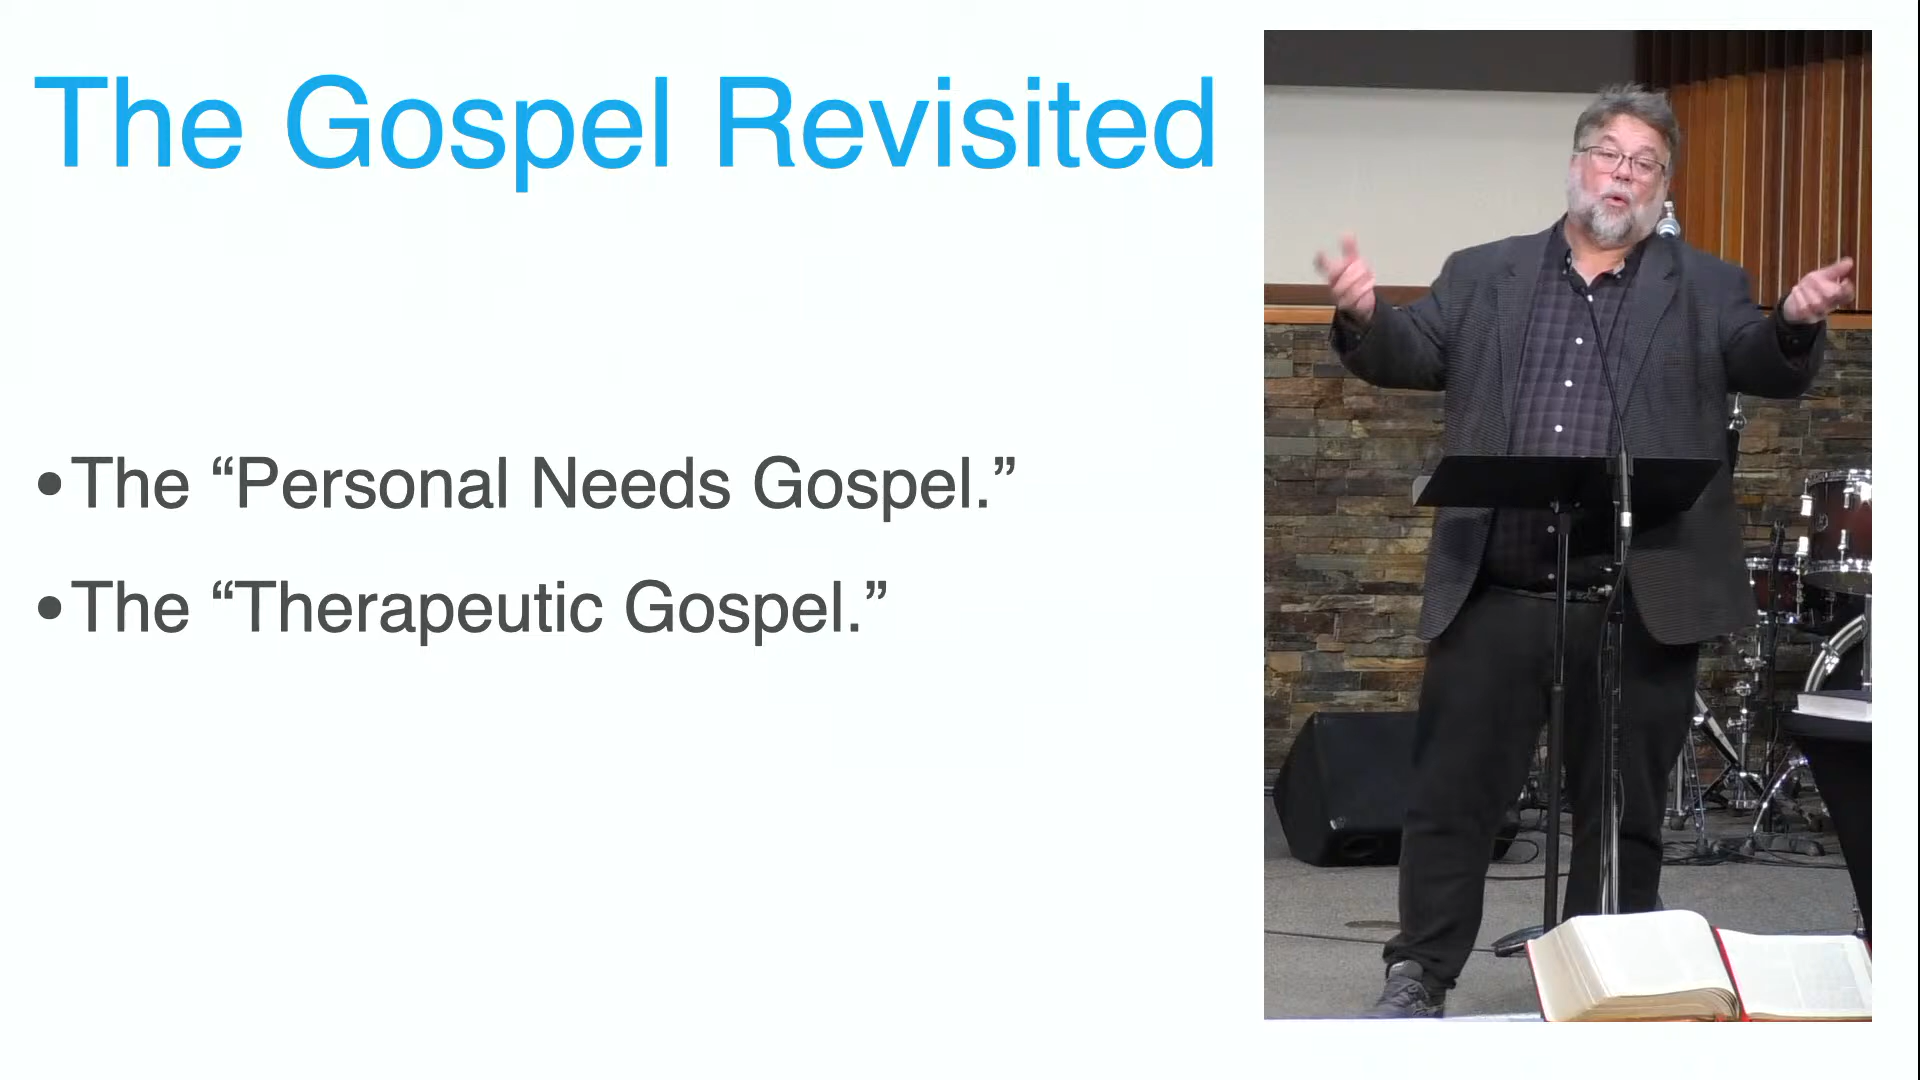 The Gospel Revisited
•The “Personal Needs Gospel.”
•The “Therapeutic Gospel.”